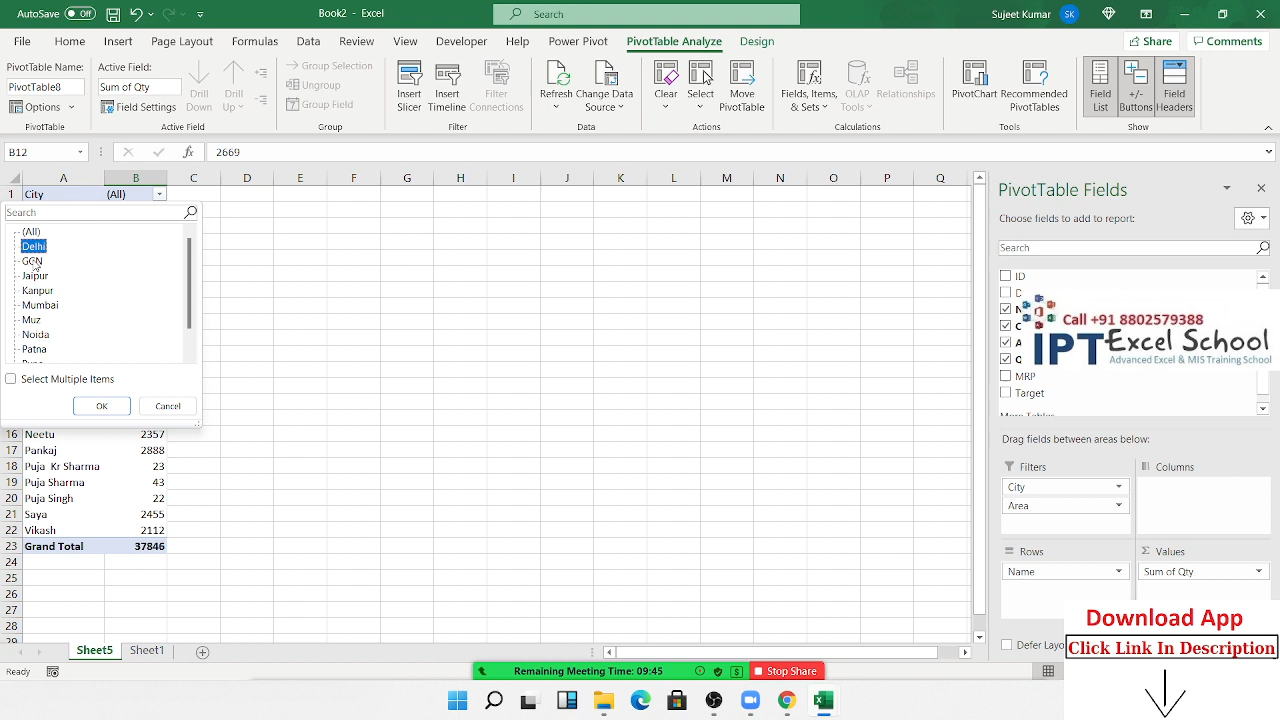 AutoSave Off
Book2 - Excel
Search
Sujeet Kumar SK
File Home Insert Page Layout Formulas Data Review View Developer Help Power Pivot PivotTable Analyze Design Share Comments
PivotTable Name:
PivotTable8
Options
PivotTable
Active Field:
Sum of Qty
Field Settings
Drill Down
Drill Up
Active Field
Group Selection
Ungroup
Group Field
Group
Insert Slicer
Insert Timeline
Filter Connections
Filter
Refresh
Change Data Source
Data
Clear
Select
Move PivotTable
Actions
Fields, Items, & Sets
OLAP Tools
Relationships
Calculations
PivotChart
Recommended PivotTables
Tools
Field List
+/- Buttons
Field Headers
Show
B12
fx
2669
A B C D E F G H I J K L M N O P Q
1 City (All)
Search
(All)
Delhi
GGN
Jaipur
Kanpur
Mumbai
Muz
Noida
Patna
Select Multiple Items
OK Cancel
16 Neetu 2357
17 Pankaj 2888
18 Puja Kr Sharma 23
19 Puja Sharma 43
20 Puja Singh 22
21 Saya 2455
22 Vikash 2112
23 Grand Total 37846
24
25
26
27
28
29
Sheet5 Sheet1
Ready
PivotTable Fields
Choose fields to add to report:
Search
ID
D
N
C
A
Q
MRP
Target
More Tables...
Call +91 8802579388
IPT Excel School
Advanced Excel & MIS Training School
Drag fields between areas below:
Filters
City
Area
Columns
Rows
Name
Σ Values
Sum of Qty
Defer Layo
Download App
Click Link In Description
Remaining Meeting Time: 09:45
Stop Share